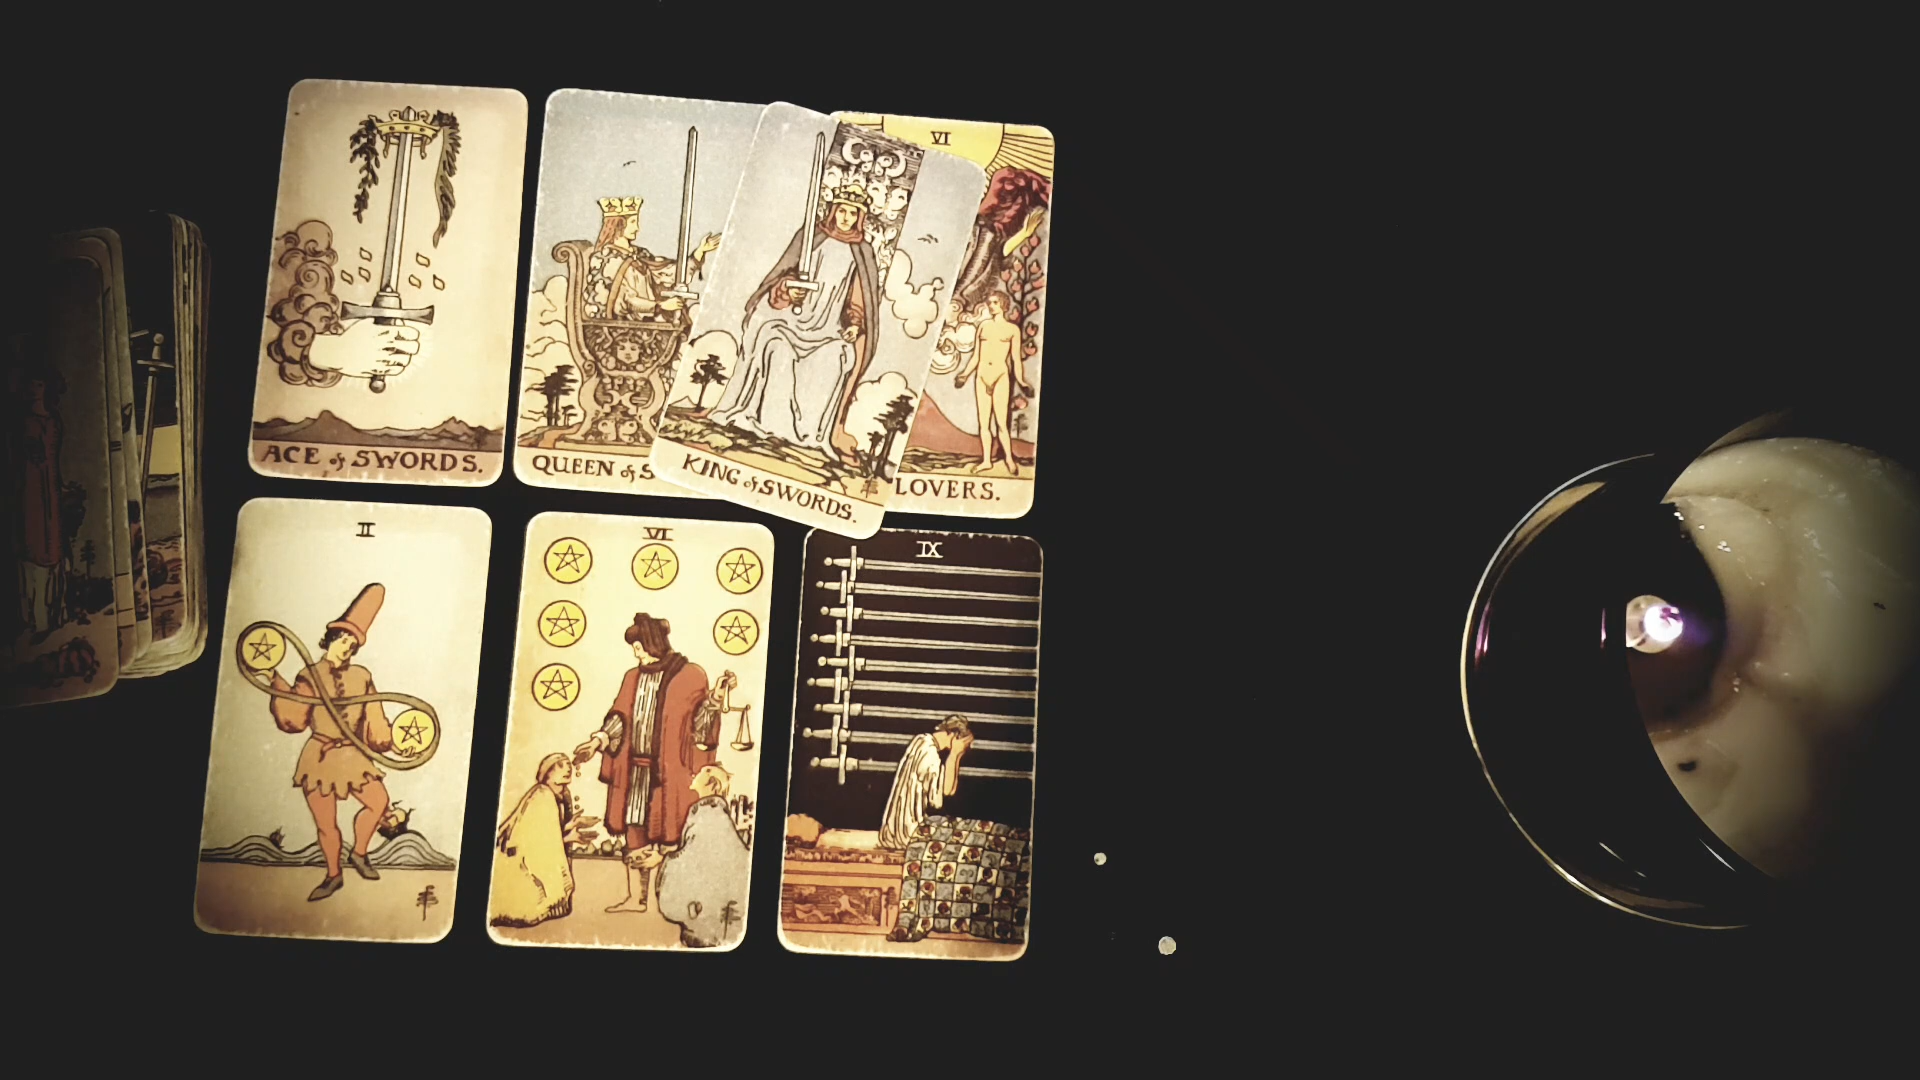 ACE of SWORDS.
QUEEN of S
KING of SWORDS.
VI
LOVERS.
II
VI
IX